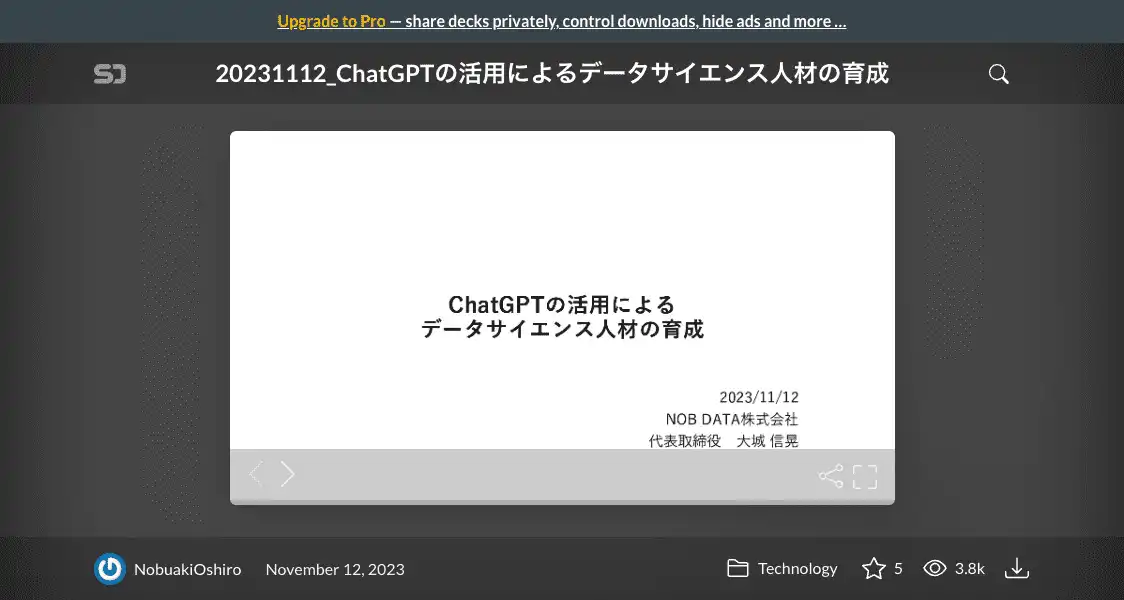 Upgrade to Pro — share decks privately, control downloads, hide ads and more …
20231112_ChatGPTの活用によるデータサイエンス人材の育成
ChatGPTの活用による
データサイエンス人材の育成
2023/11/12
NOB DATA株式会社
代表取締役 大城 信晃
NobuakiOshiro November 12, 2023 Technology 5 3.8k